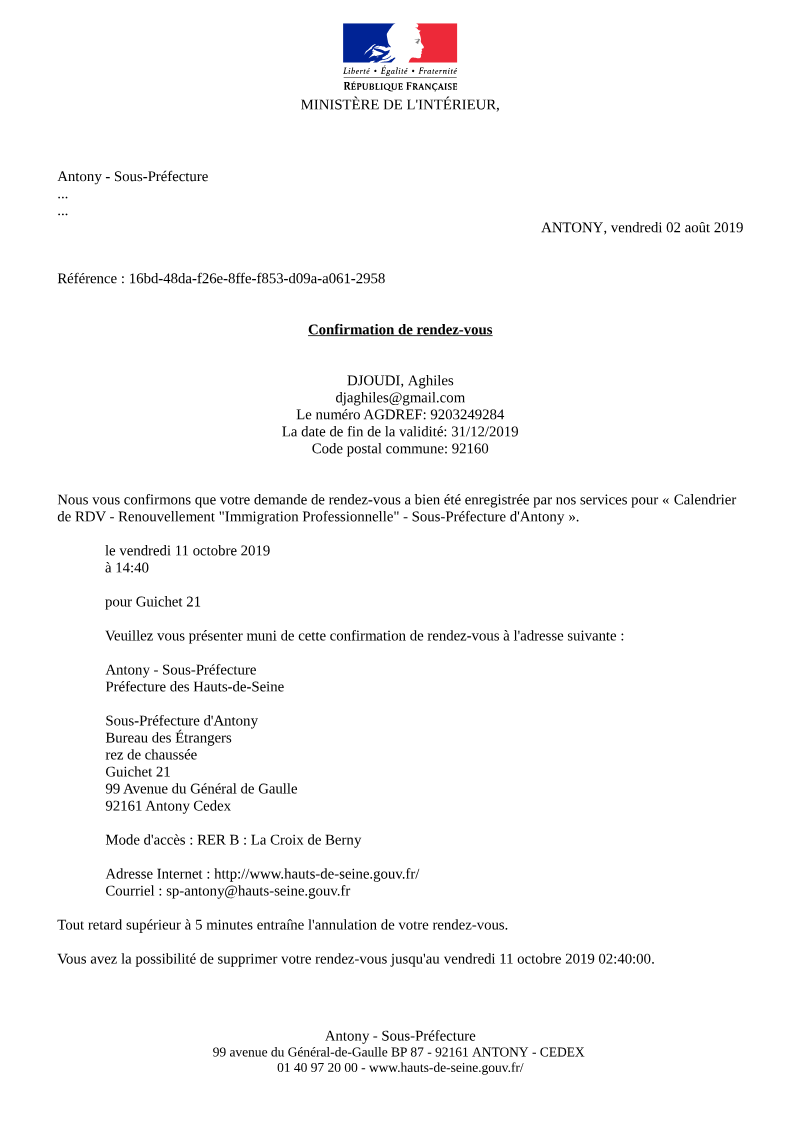 Liberté • Égalité • Fraternité
RÉPUBLIQUE FRANÇAISE
MINISTÈRE DE L'INTÉRIEUR,
Antony - Sous-Préfecture
...
...
ANTONY, vendredi 02 août 2019
Référence : 16bd-48da-f26e-8ffe-f853-d09a-a061-2958
Confirmation de rendez-vous
DJOUDI, Aghiles
djaghiles@gmail.com
Le numéro AGDREF: 9203249284
La date de fin de la validité: 31/12/2019
Code postal commune: 92160
Nous vous confirmons que votre demande de rendez-vous a bien été enregistrée par nos services pour « Calendrier
de RDV - Renouvellement "Immigration Professionnelle" - Sous-Préfecture d'Antony ».
le vendredi 11 octobre 2019
à 14:40
pour Guichet 21
Veuillez vous présenter muni de cette confirmation de rendez-vous à l'adresse suivante :
Antony - Sous-Préfecture
Préfecture des Hauts-de-Seine
Sous-Préfecture d'Antony
Bureau des Étrangers
rez de chaussée
Guichet 21
99 Avenue du Général de Gaulle
92161 Antony Cedex
Mode d'accès : RER B : La Croix de Berny
Adresse Internet : http://www.hauts-de-seine.gouv.fr/
Courriel : sp-antony@hauts-seine.gouv.fr
Tout retard supérieur à 5 minutes entraîne l'annulation de votre rendez-vous.
Vous avez la possibilité de supprimer votre rendez-vous jusqu'au vendredi 11 octobre 2019 02:40:00.
Antony - Sous-Préfecture
99 avenue du Général-de-Gaulle BP 87 - 92161 ANTONY - CEDEX
01 40 97 20 00 - www.hauts-de-seine.gouv.fr/